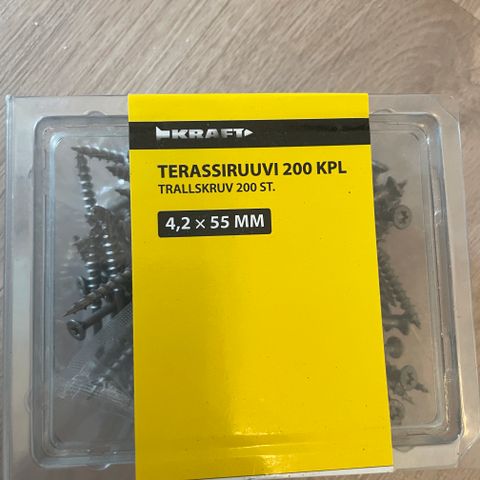 KRAFT
TERASSIRUUVI 200 KPL
TRALLSKRUV 200 ST.
4,2 × 55 MM